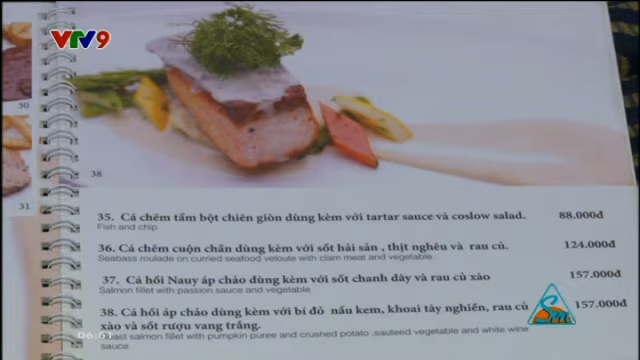 VTV9
30
38
31
35. Cá chẽm tẩm bột chiên giòn dùng kèm với tartar sauce và coslow salad. 88.000đ
Fish and chip
36. Cá chẽm cuộn chần dùng kèm với sốt hải sản , thịt nghêu và rau củ. 124.000đ
Seabass roulade on curried seafood veloute with clam meat and vegetable.
37. Cá hồi Nauy áp chảo dùng kèm với sốt chanh dây và rau củ xào 157.000đ
Salmon fillet with passion sauce and vegetable
38. Cá hồi áp chảo dùng kèm với bí đỏ nấu kem, khoai tây nghiền, rau củ 157.000đ
xào và sốt rượu vang trắng.
Roast salmon fillet with pumpkin puree and crushed potato ,sauteed vegetable and white wine
sauce.